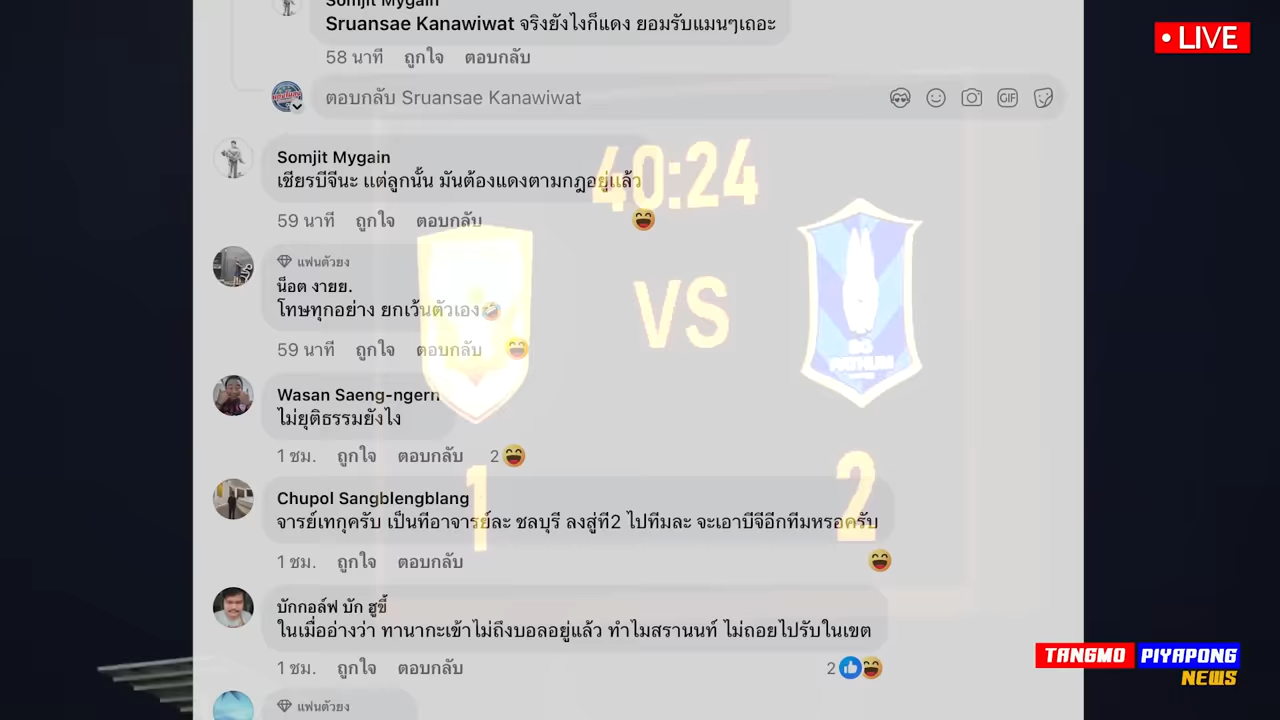 Somjit Mygain
Sruansae Kanawiwat จริงยังไงก็แดง ยอมรับแมนๆเถอะ
58 นาที ถูกใจ ตอบกลับ
ตอบกลับ Sruansae Kanawiwat
GIF
LIVE
Somjit Mygain
เชียรบีจีนะ แต่ลูกนั้น มันต้องแดงตามกฎอยู่แล้ว
59 นาที ถูกใจ ตอบกลับ
40:24
แฟนตัวยง
น็อต งายย.
โทษทุกอย่าง ยกเว้นตัวเอง
59 นาที ถูกใจ ตอบกลับ
VS
BG
PATHUM
Wasan Saeng-ngern
ไม่ยุติธรรมยังไง
1 ชม. ถูกใจ ตอบกลับ 2
1
2
Chupol Sangblengblang
จารย์เทกุครับ เป็นทีอาจารย์ละ ชลบุรี ลงสู่ที2 ไปทีมละ จะเอาบีจีอีกทีมหรอครับ
1 ชม. ถูกใจ ตอบกลับ
บักกอล์ฟ บัก ฮูขี้
ในเมื่ออ่างว่า ทานากะเข้าไม่ถึงบอลอยู่แล้ว ทำไมสรานนท์ ไม่ถอยไปรับในเขต
1 ชม. ถูกใจ ตอบกลับ 2
แฟนตัวยง
TANGMO PIYAPONG
NEWS